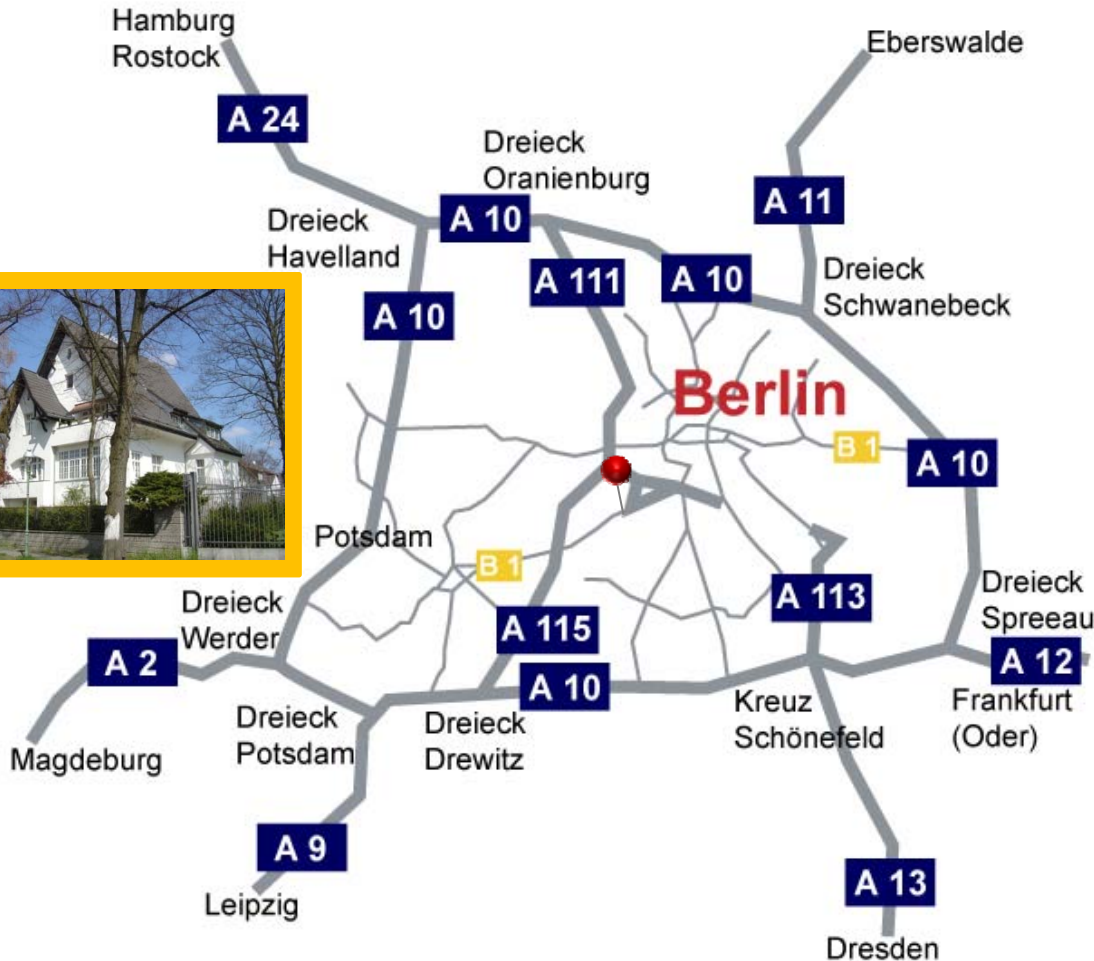 Hamburg
Rostock
Eberswalde
A 24
Dreieck
Oranienburg
A 11
A 10
Dreieck
Havelland
A 111
A 10
Dreieck
Schwanebeck
A 10
Berlin
B 1
A 10
Potsdam
B 1
Dreieck
Werder
A 115
A 113
Dreieck
Spreeau
A 2
A 10
A 12
Magdeburg
Dreieck
Potsdam
Dreieck
Drewitz
Kreuz
Schönefeld
Frankfurt
(Oder)
A 9
Leipzig
A 13
Dresden